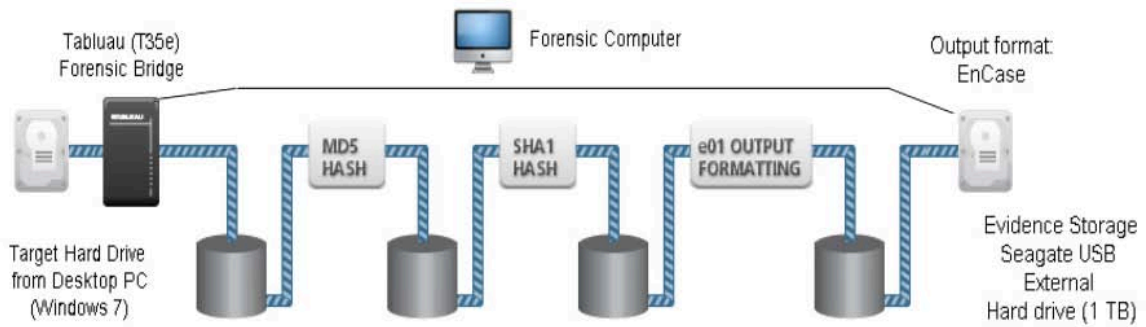 Tabluau (T35e)
Forensic Bridge
Forensic Computer
Output format:
EnCase
TABLEAU
MD5
HASH
SHA1
HASH
e01 OUTPUT
FORMATTING
Target Hard Drive
from Desktop PC
(Windows 7)
Evidence Storage
Seagate USB
External
Hard drive (1 TB)